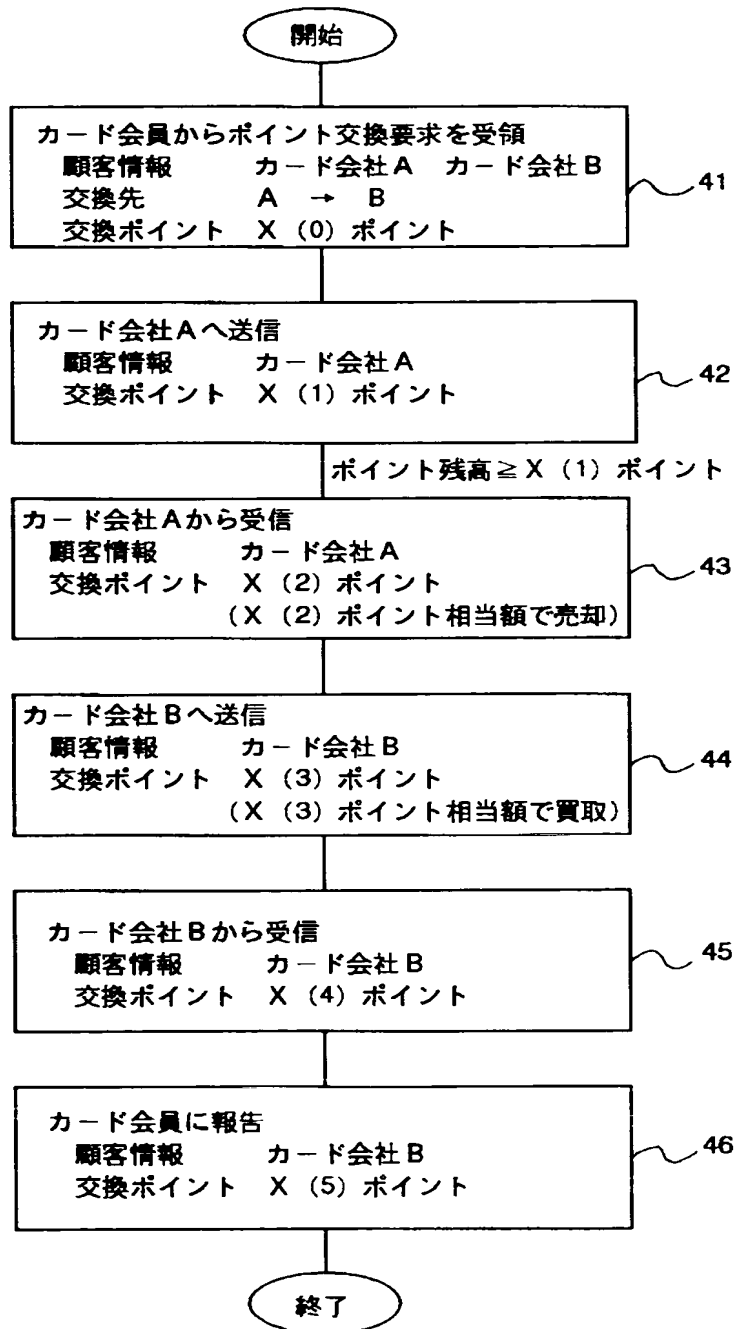 開始
カード会員からポイント交換要求を受領
顧客情報 カード会社A カード会社B
交換先 A → B
交換ポイント X(0)ポイント
41
カード会社Aへ送信
顧客情報 カード会社A
交換ポイント X(1)ポイント
42
ポイント残高≧X(1)ポイント
カード会社Aから受信
顧客情報 カード会社A
交換ポイント X(2)ポイント
(X(2)ポイント相当額で売却)
43
カード会社Bへ送信
顧客情報 カード会社B
交換ポイント X(3)ポイント
(X(3)ポイント相当額で買取)
44
カード会社Bから受信
顧客情報 カード会社B
交換ポイント X(4)ポイント
45
カード会員に報告
顧客情報 カード会社B
交換ポイント X(5)ポイント
46
終了